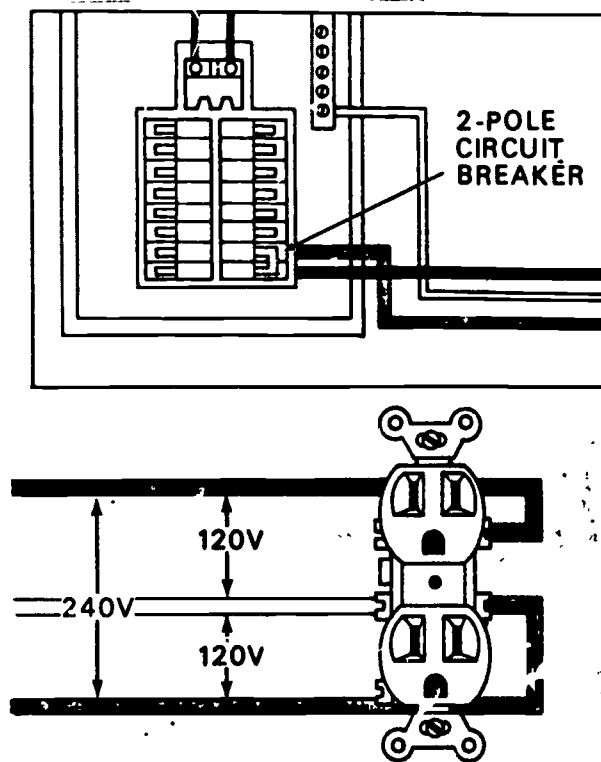 2-POLE
CIRCUIT
BREAKER
120V
240V
120V